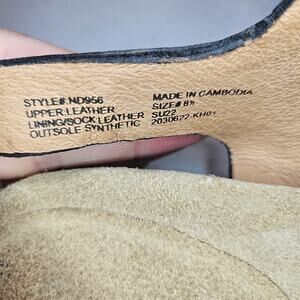 STYLE#:ND956
UPPER:LEATHER
LINING/SOCK:LEATHER
OUTSOLE SYNTHETIC
MADE IN CAMBODIA
SIZE# 8½
SU22
2030622-KH01